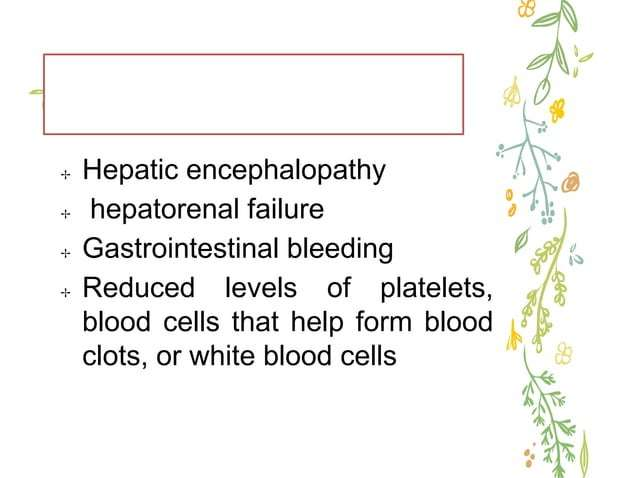 Hepatic encephalopathy
hepatorenal failure
Gastrointestinal bleeding
Reduced levels of platelets,
blood cells that help form blood
clots, or white blood cells